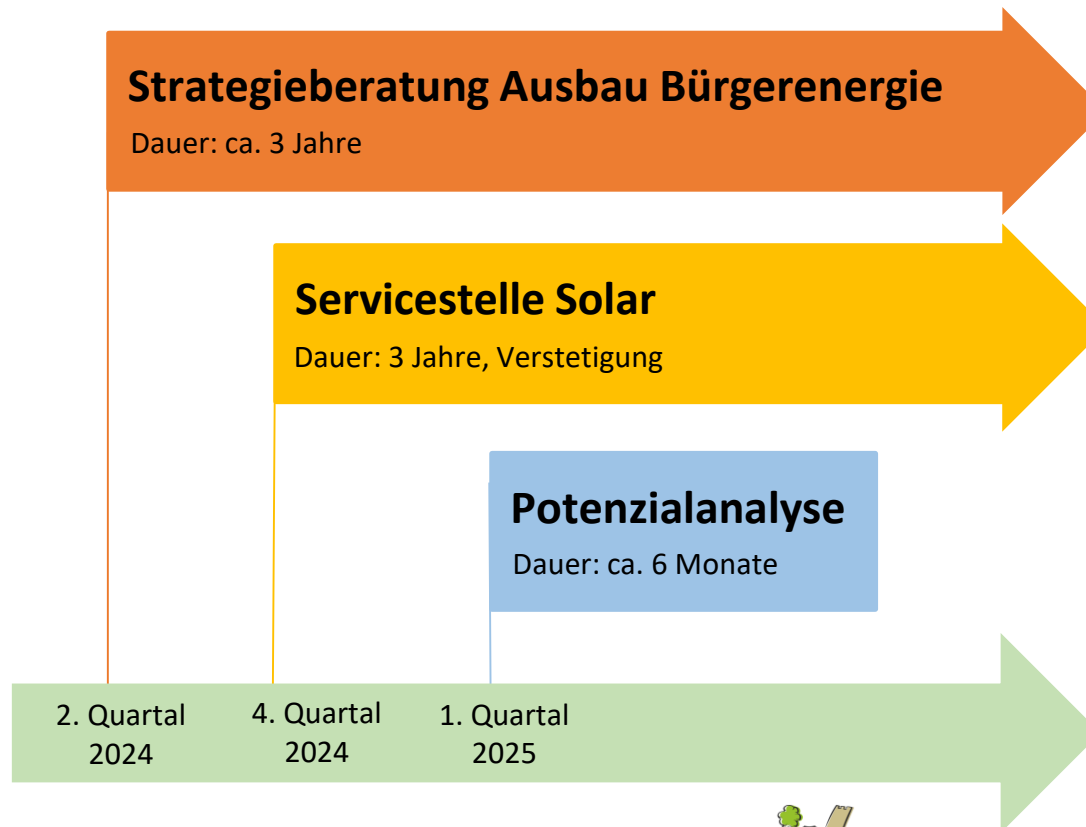 Strategieberatung Ausbau Bürgerenergie
Dauer: ca. 3 Jahre
Servicestelle Solar
Dauer: 3 Jahre, Verstetigung
Potenzialanalyse
Dauer: ca. 6 Monate
2. Quartal
2024
4. Quartal
2024
1. Quartal
2025